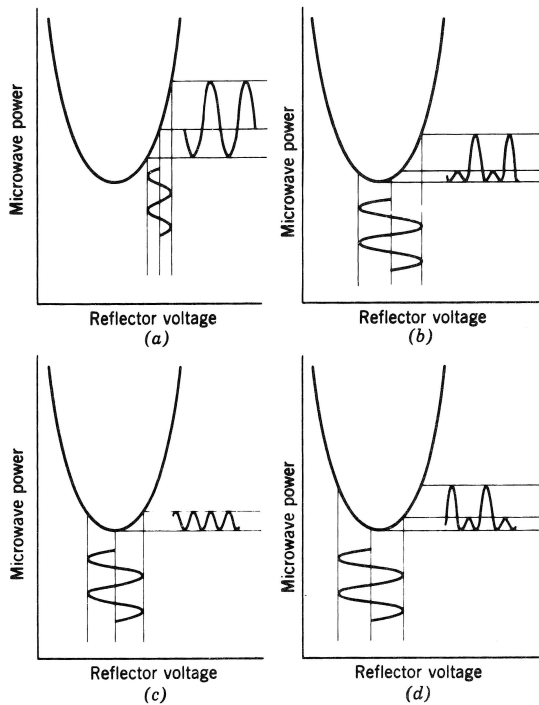 Microwave power
Reflector voltage
(a)
Microwave power
Reflector voltage
(b)
Microwave power
Reflector voltage
(c)
Microwave power
Reflector voltage
(d)